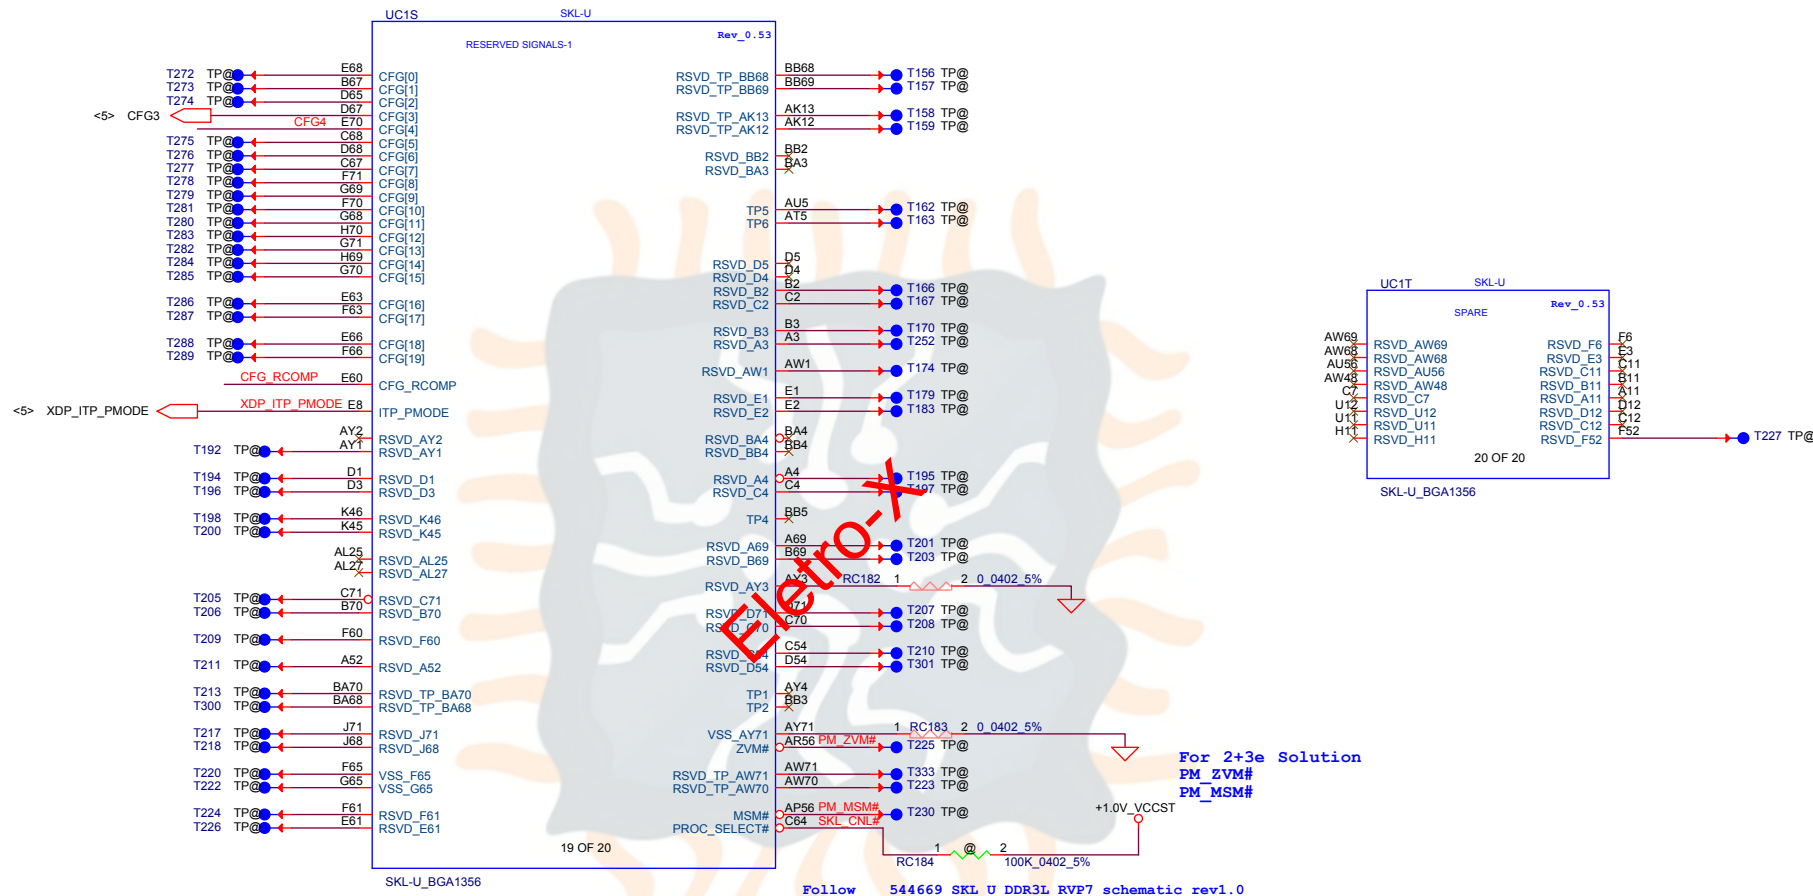 UC1S SKL-U
Rev_0.53
RESERVED SIGNALS-1
T272 TP@ E68 CFG[0] RSVD_TP_BB68 BB68 T156 TP@
T273 TP@ B67 CFG[1] RSVD_TP_BB69 BB69 T157 TP@
T274 TP@ D65 CFG[2]
<5> CFG3 D67 CFG[3] RSVD_TP_AK13 AK13 T158 TP@
CFG4 E70 CFG[4] RSVD_TP_AK12 AK12 T159 TP@
T275 TP@ C68 CFG[5]
T276 TP@ D68 CFG[6] RSVD_BB2 BB2
T277 TP@ C67 CFG[7] RSVD_BA3 BA3
T278 TP@ F71 CFG[8]
T279 TP@ G69 CFG[9]
T281 TP@ F70 CFG[10] TP5 AU5 T162 TP@
T280 TP@ G68 CFG[11] TP6 AT5 T163 TP@
T283 TP@ H70 CFG[12]
T282 TP@ G71 CFG[13]
T284 TP@ H69 CFG[14] RSVD_D5 D5
T285 TP@ G70 CFG[15] RSVD_D4 D4
RSVD_B2 B2 T166 TP@
T286 TP@ E63 CFG[16] RSVD_C2 C2 T167 TP@
T287 TP@ F63 CFG[17]
RSVD_B3 B3 T170 TP@
T288 TP@ E66 CFG[18] RSVD_A3 A3 T252 TP@
T289 TP@ F66 CFG[19]
RSVD_AW1 AW1 T174 TP@
CFG_RCOMP E60 CFG_RCOMP
RSVD_E1 E1 T179 TP@
<5> XDP_ITP_PMODE XDP_ITP_PMODE E8 ITP_PMODE RSVD_E2 E2 T183 TP@
AY2 RSVD_AY2 RSVD_BA4 BA4
T192 TP@ AY1 RSVD_AY1 RSVD_BB4 BB4
T194 TP@ D1 RSVD_D1 RSVD_A4 A4 T195 TP@
T196 TP@ D3 RSVD_D3 RSVD_C4 C4 T197 TP@
T198 TP@ K46 RSVD_K46 TP4 BB5
T200 TP@ K45 RSVD_K45
RSVD_A69 A69 T201 TP@
AL25 RSVD_AL25 RSVD_B69 B69 T203 TP@
AL27 RSVD_AL27
RSVD_AY3 AY3 RC182 1 2 0_0402_5%
T205 TP@ C71 RSVD_C71
T206 TP@ B70 RSVD_B70 RSVD_D71 D71 T207 TP@
RSVD_C70 C70 T208 TP@
T209 TP@ F60 RSVD_F60
RSVD_C54 C54 T210 TP@
T211 TP@ A52 RSVD_A52 RSVD_D54 D54 T301 TP@
T213 TP@ BA70 RSVD_TP_BA70 TP1 AY4
T300 TP@ BA68 RSVD_TP_BA68 TP2 BB3
T217 TP@ J71 RSVD_J71 VSS_AY71 AY71 1 RC183 2 0_0402_5%
T218 TP@ J68 RSVD_J68 ZVM# AR56 PM_ZVM# T225 TP@
T220 TP@ F65 VSS_F65 RSVD_TP_AW71 AW71 T333 TP@
T222 TP@ G65 VSS_G65 RSVD_TP_AW70 AW70 T223 TP@
T224 TP@ F61 RSVD_F61 MSM# AP56 PM_MSM# T230 TP@
T226 TP@ E61 RSVD_E61 PROC_SELECT# C64 SKL_CNL#
19 OF 20
SKL-U_BGA1356
For 2+3e Solution
PM_ZVM#
PM_MSM#
+1.0V_VCCST
RC184 1 @ 2 100K_0402_5%
Follow 544669_SKL_U_DDR3L_RVP7_schematic_rev1.0
Eletro-X
UC1T SKL-U
Rev_0.53
SPARE
AW69 RSVD_AW69 RSVD_F6 F6
AW68 RSVD_AW68 RSVD_E3 E3
AU56 RSVD_AU56 RSVD_C11 C11
AW48 RSVD_AW48 RSVD_B11 B11
C7 RSVD_C7 RSVD_A11 A11
U12 RSVD_U12 RSVD_D12 D12
U11 RSVD_U11 RSVD_C12 C12
H11 RSVD_H11 RSVD_F52 F52 T227 TP@
20 OF 20
SKL-U_BGA1356